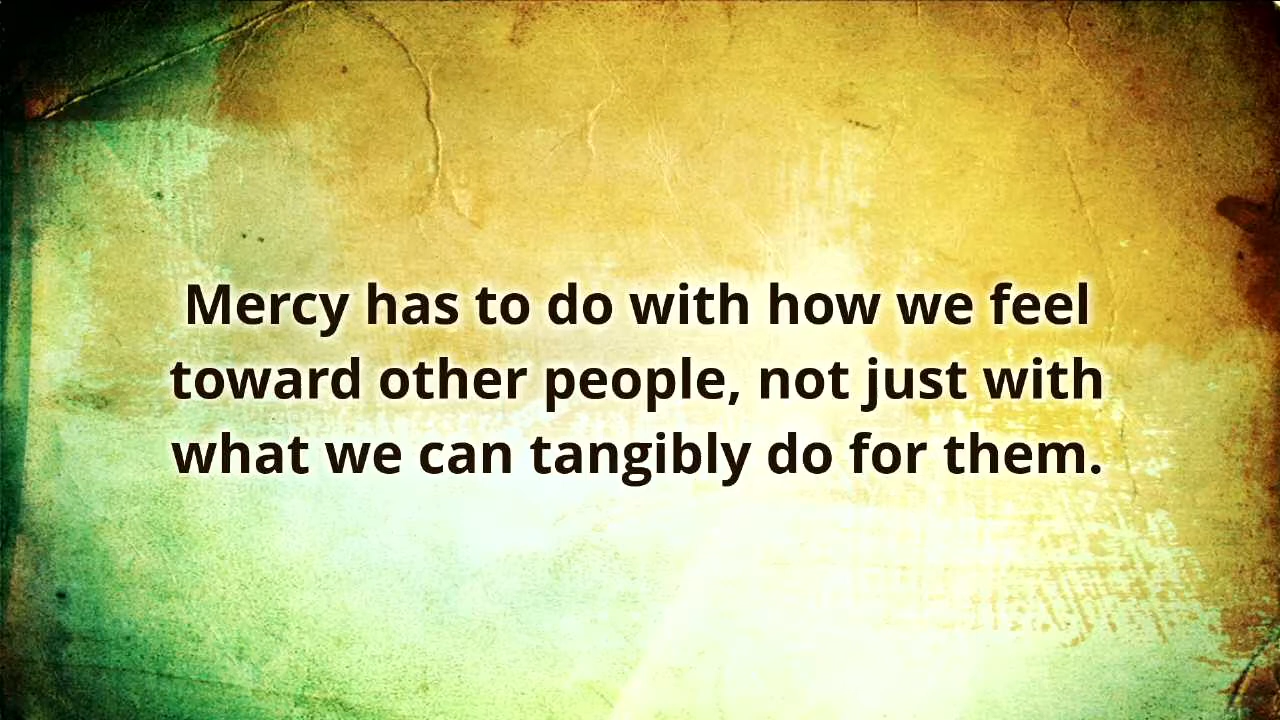 Mercy has to do with how we feel
toward other people, not just with
what we can tangibly do for them.